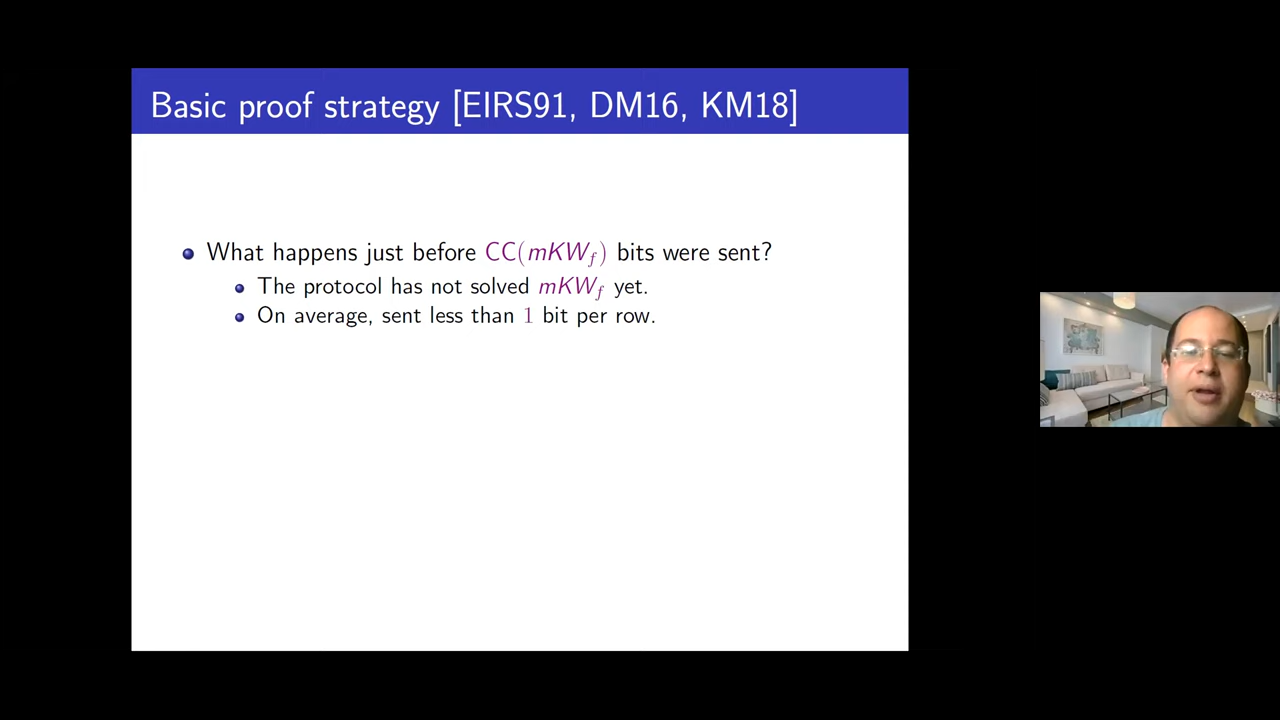 Basic proof strategy [EIRS91, DM16, KM18]
What happens just before CC(mKW_f) bits were sent?
The protocol has not solved mKW_f yet.
On average, sent less than 1 bit per row.